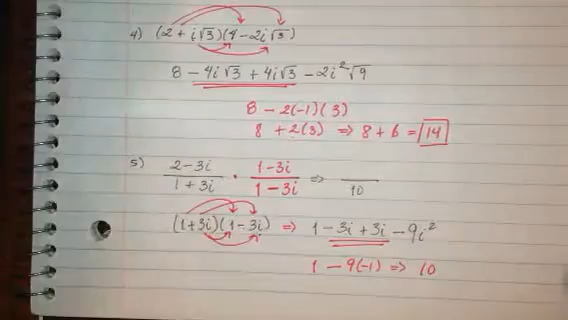 4) (2 + i√3)(4 - 2i√3)
8 - 4i√3 + 4i√3 - 2i²√9
8 - 2(-1)(3)
8 + 2(3) ⇒ 8 + 6 = 14
5) 2-3i / 1+3i · 1-3i / 1-3i ⇒ __ / 10
(1+3i)(1-3i) ⇒ 1 - 3i + 3i - 9i²
1 - 9(-1) ⇒ 10